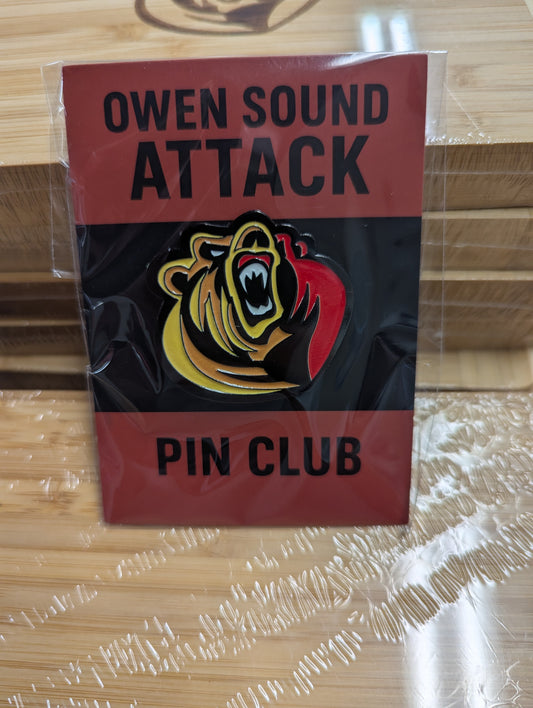 OWEN SOUND
ATTACK
PIN CLUB